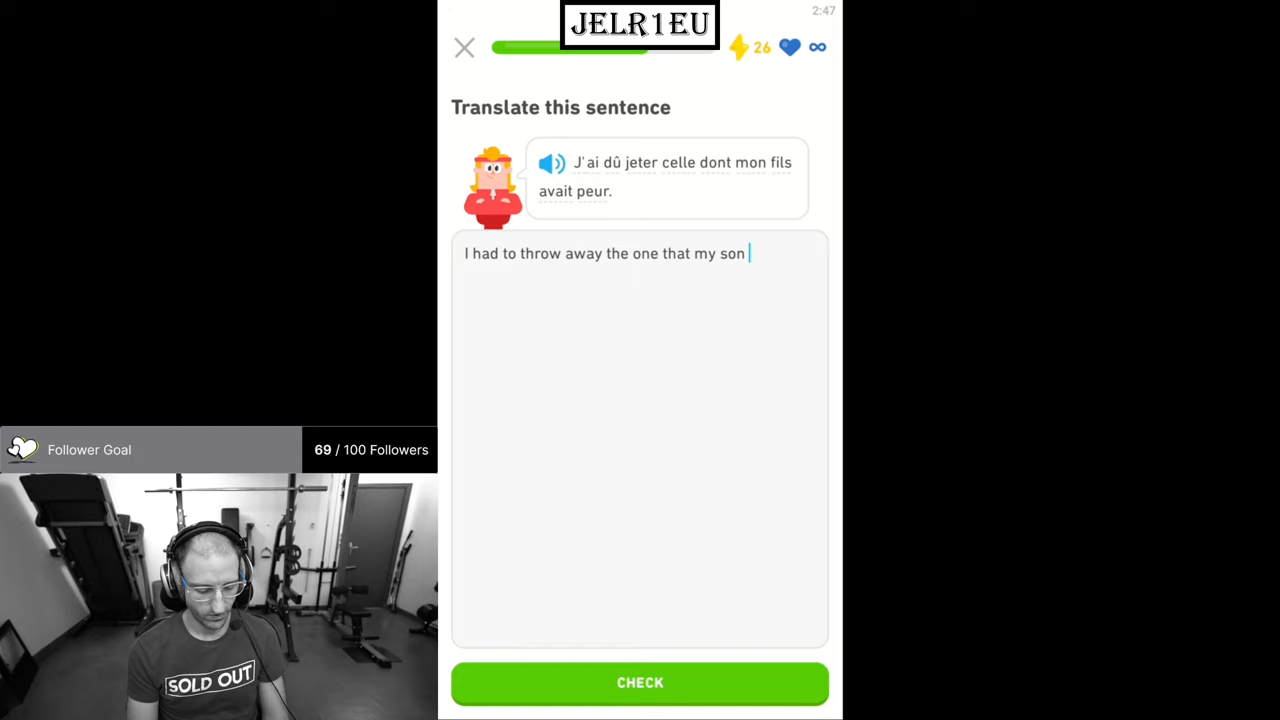 JELR1EU
2:47
26
∞
Translate this sentence
J'ai dû jeter celle dont mon fils
avait peur.
I had to throw away the one that my son
Follower Goal
69 / 100 Followers
SOLD OUT
CHECK